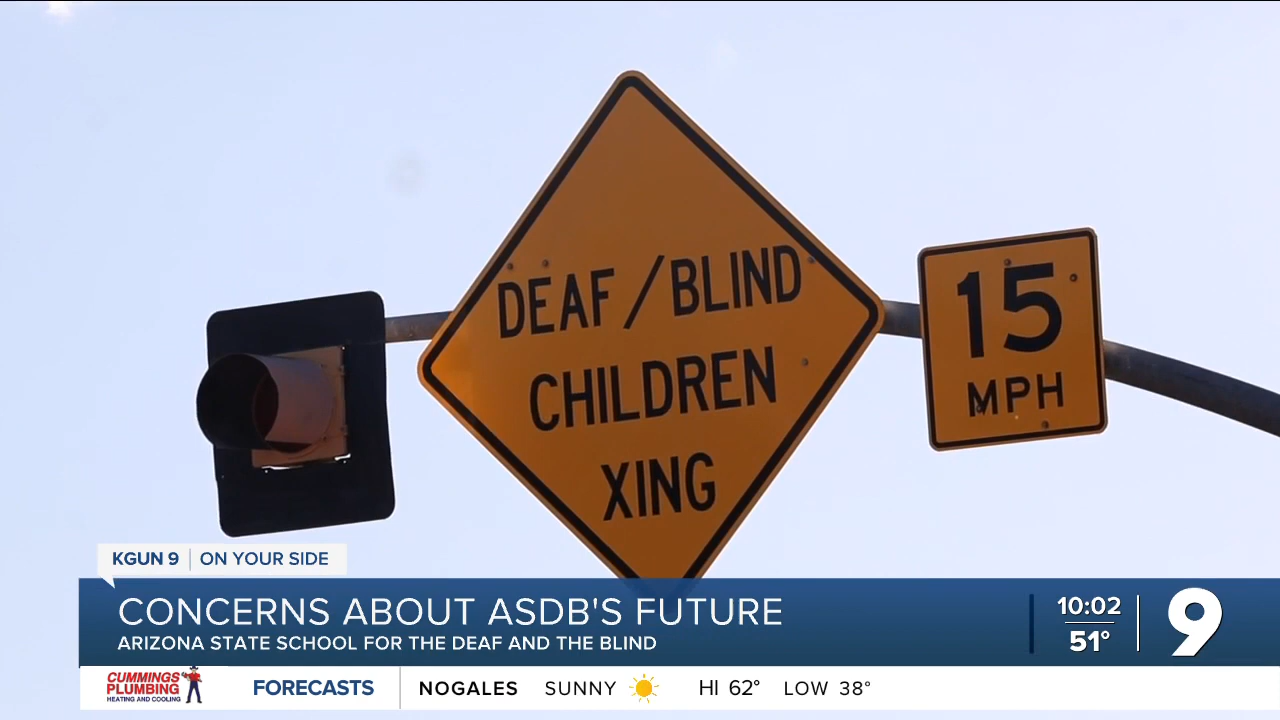 DEAF/BLIND
CHILDREN
XING
15
MPH
KGUN 9 | ON YOUR SIDE
CONCERNS ABOUT ASDB'S FUTURE
ARIZONA STATE SCHOOL FOR THE DEAF AND THE BLIND
10:02
51°
9
CUMMINGS
PLUMBING
HEATING AND COOLING
FORECASTS
NOGALES SUNNY HI 62° LOW 38°